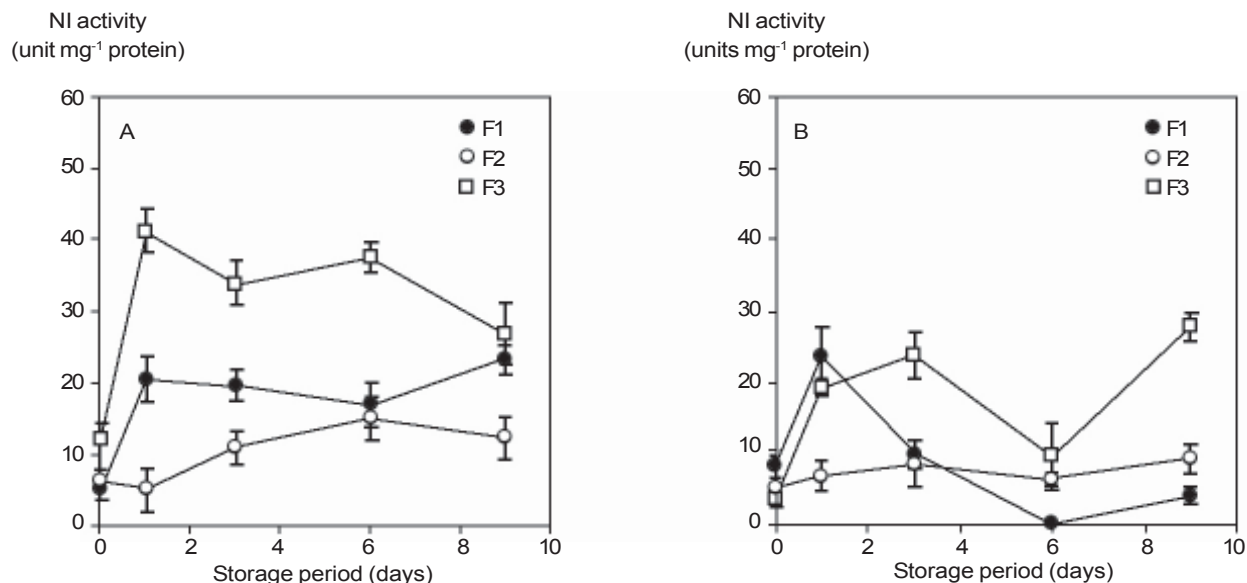 NI activity
(unit mg⁻¹ protein)
60
50
40
30
20
10
0
A
F1
F2
F3
0 2 4 6 8 10
Storage period (days)
NI activity
(units mg⁻¹ protein)
60
50
40
30
20
10
0
B
F1
F2
F3
0 2 4 6 8 10
Storage period (days)